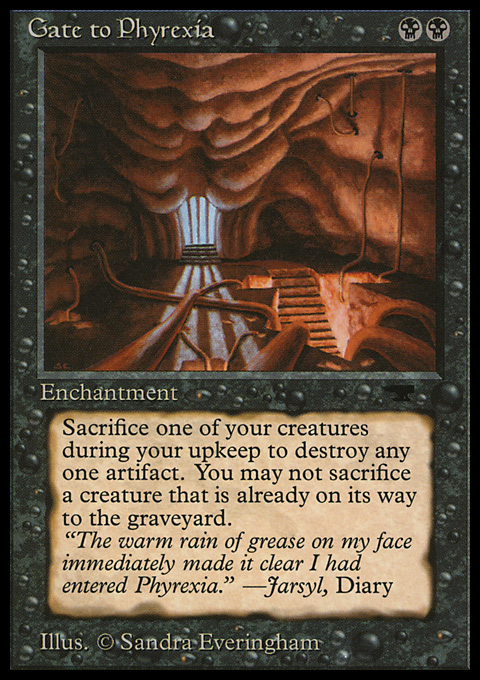 Gate to Phyrexia
Enchantment
Sacrifice one of your creatures
during your upkeep to destroy any
one artifact. You may not sacrifice
a creature that is already on its way
to the graveyard.
“The warm rain of grease on my face
immediately made it clear I had
entered Phyrexia.” —Jarsyl, Diary
Illus. © Sandra Everingham